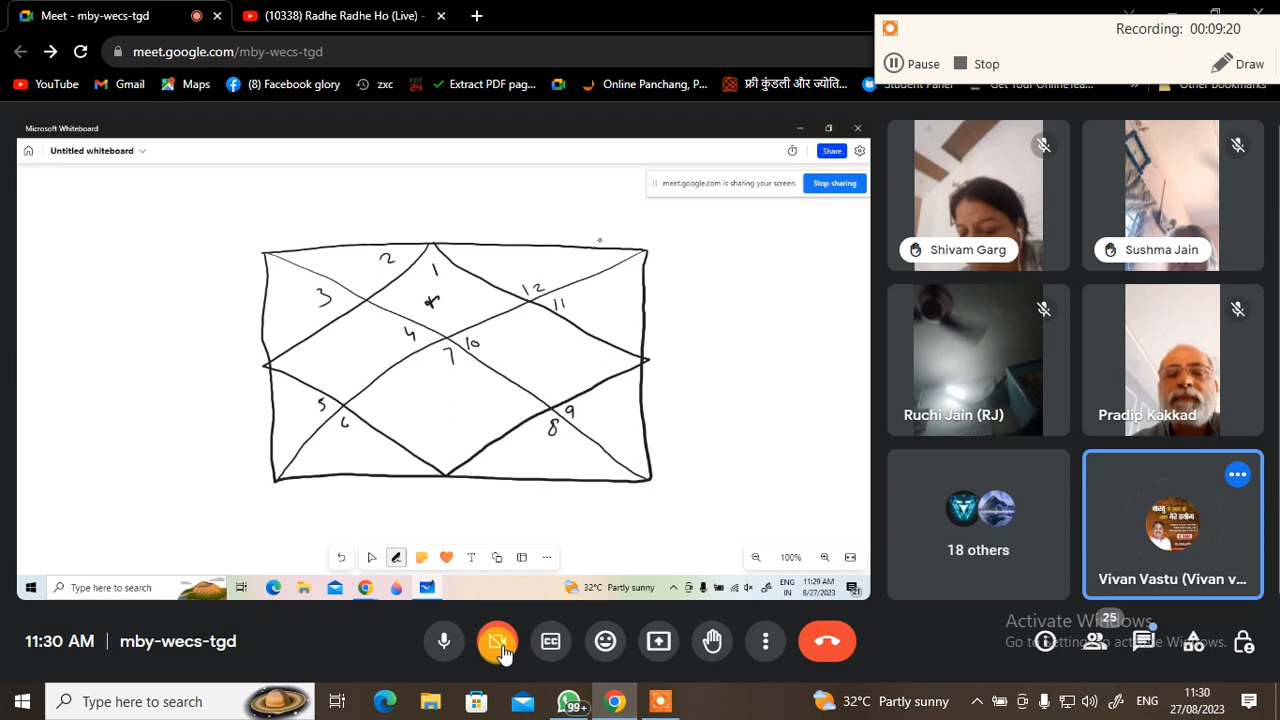 Meet - mby-wecs-tgd
(10338) Radhe Radhe Ho (Live) -
Recording: 00:09:20
Pause
Stop
Draw
meet.google.com/mby-wecs-tgd
YouTube
Gmail
Maps
(8) Facebook glory
zxc
Extract PDF pag...
Online Panchang, P...
फ्री कुंडली और ज्योति...
Student Panel
Get Your OnlineTea...
Other bookmarks
Microsoft Whiteboard
Untitled whiteboard
Share
meet.google.com is sharing your screen.
Stop sharing
2
1
3
12
11
4
10
7
5
6
9
8
100%
Type here to search
32°C Partly sunny
ENG
IN
11:29 AM
8/27/2023
21
Shivam Garg
Sushma Jain
Ruchi Jain (RJ)
Pradip Kakkad
18 others
Vivan Vastu (Vivan v...
11:30 AM
mby-wecs-tgd
CC
25
Activate Windows
Go to Settings to activate Windows.
Type here to search
99+
32°C Partly sunny
ENG
11:30
27/08/2023